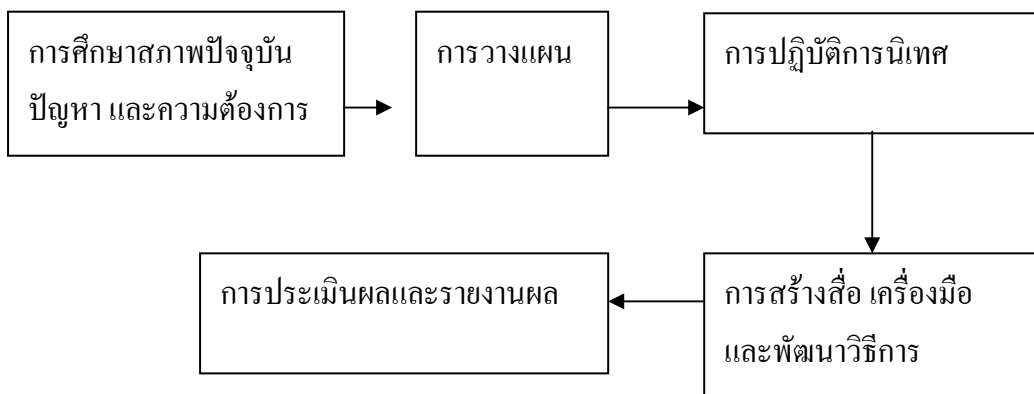 การศึกษาสภาพปัจจุบัน
ปัญหา และความต้องการ
การวางแผน
การปฏิบัติการนิเทศ
การสร้างสื่อ เครื่องมือ
และพัฒนาวิธีการ
การประเมินผลและรายงานผล